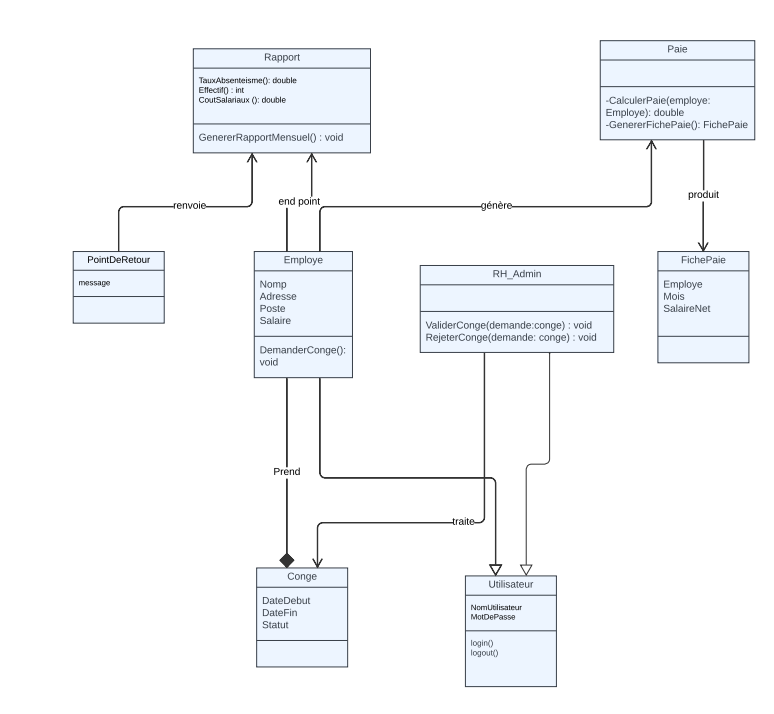 Rapport
TauxAbsenteisme(): double
Effectif() : int
CoutSalariaux (): double
GenererRapportMensuel() : void
Paie
-CalculerPaie(employe:
Employe): double
-GenererFichePaie(): FichePaie
renvoie
end point
génère
produit
PointDeRetour
message
Employe
Nomp
Adresse
Poste
Salaire
DemanderConge():
void
RH_Admin
ValiderConge(demande:conge) : void
RejeterConge(demande: conge) : void
FichePaie
Employe
Mois
SalaireNet
Prend
traite
Conge
DateDebut
DateFin
Statut
Utilisateur
NomUtilisateur
MotDePasse
login()
logout()